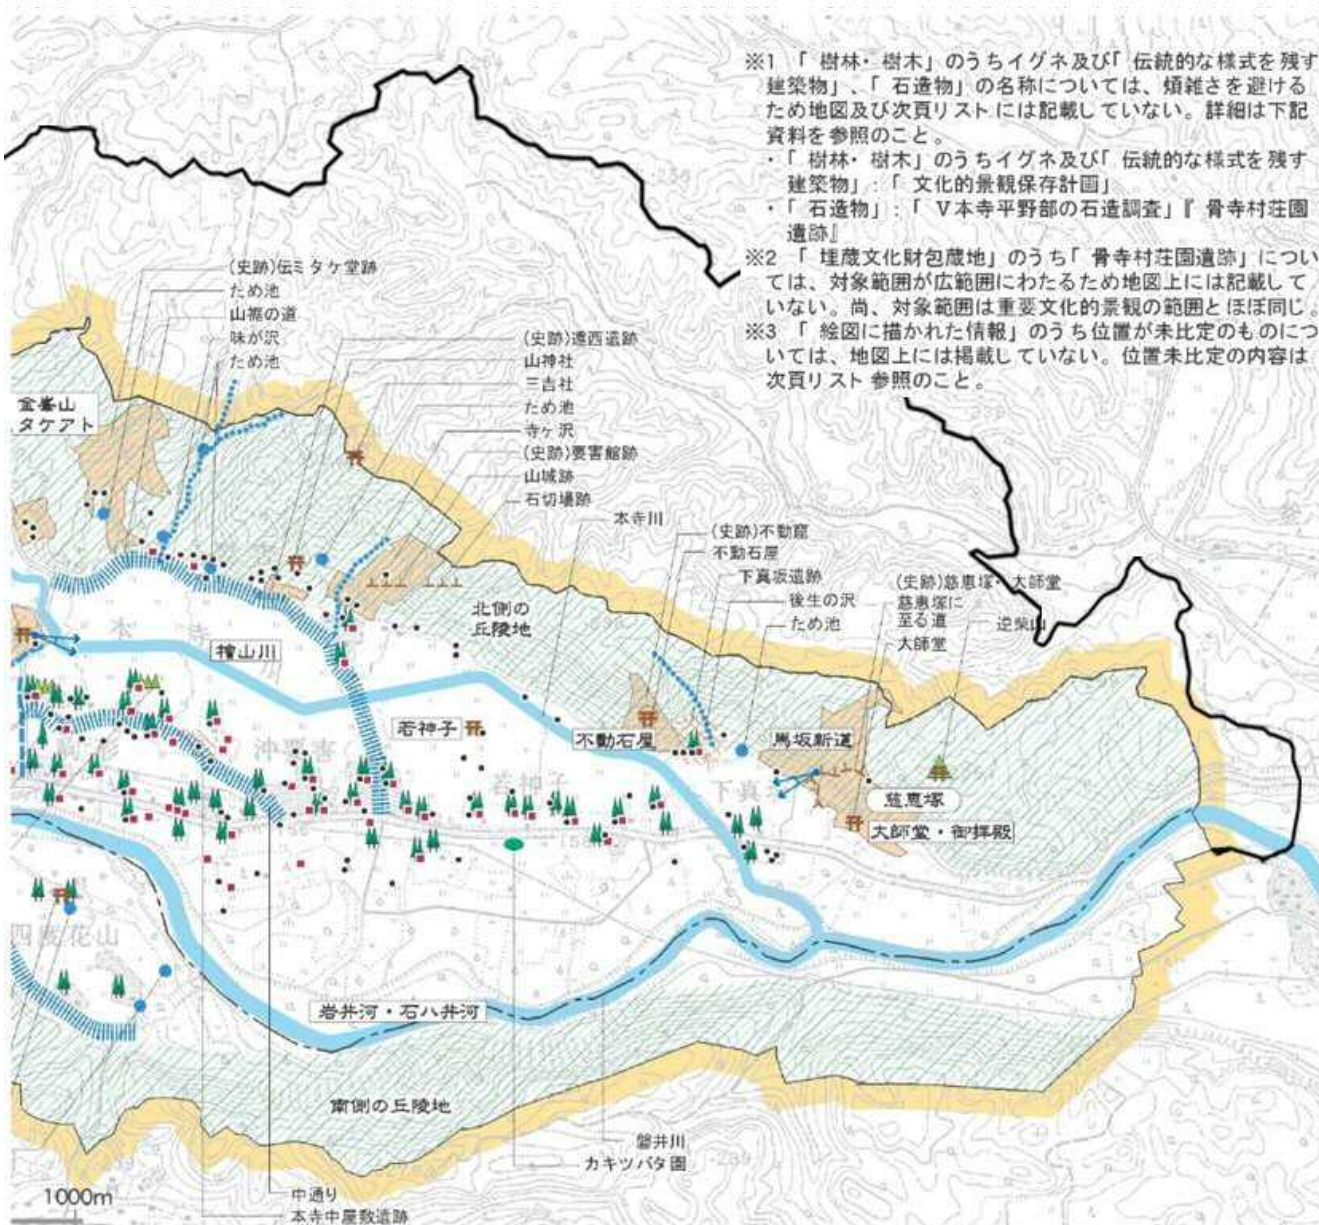 ※1 「樹林・樹木」のうちイグネ及び「伝統的な様式を残す
建築物」、「石造物」の名称については、煩雑さを避ける
ため地図及び次頁リストには記載していない。詳細は下記
資料を参照のこと。
・「樹林・樹木」のうちイグネ及び「伝統的な様式を残す
建築物」:「文化的景観保存計画」
・「石造物」:「V本寺平野部の石造調査」『骨寺村荘園
遺跡』
※2 「埋蔵文化財包蔵地」のうち「骨寺村荘園遺跡」につい
ては、対象範囲が広範囲にわたるため地図上には記載して
いない。尚、対象範囲は重要文化的景観の範囲とほぼ同じ。
※3 「絵図に描かれた情報」のうち位置が未比定のものにつ
いては、地図上には掲載していない。位置未比定の内容は
次頁リスト参照のこと。
(史跡)伝ミタケ堂跡
ため池
山裾の道
味が沢
ため池
(史跡)遠西遺跡
山神社
三吉社
ため池
寺ヶ沢
(史跡)要害館跡
山城跡
石切場跡
金峯山
タケアト
本寺川
(史跡)不動窟
不動石屋
下真坂遺跡
後生の沢
ため池
(史跡)慈恵塚・大師堂
慈恵塚に
至る道
大師堂
逆柴山
北側の
丘陵地
本寺
檜山川
若神子
不動石屋
馬坂新道
沖要害
若神子
下真坂
慈恵塚
大師堂・御拝殿
四麦花山
岩井河・石ハ井河
南側の丘陵地
磐井川
カキツバタ園
中通り
本寺中屋敷遺跡
1000m